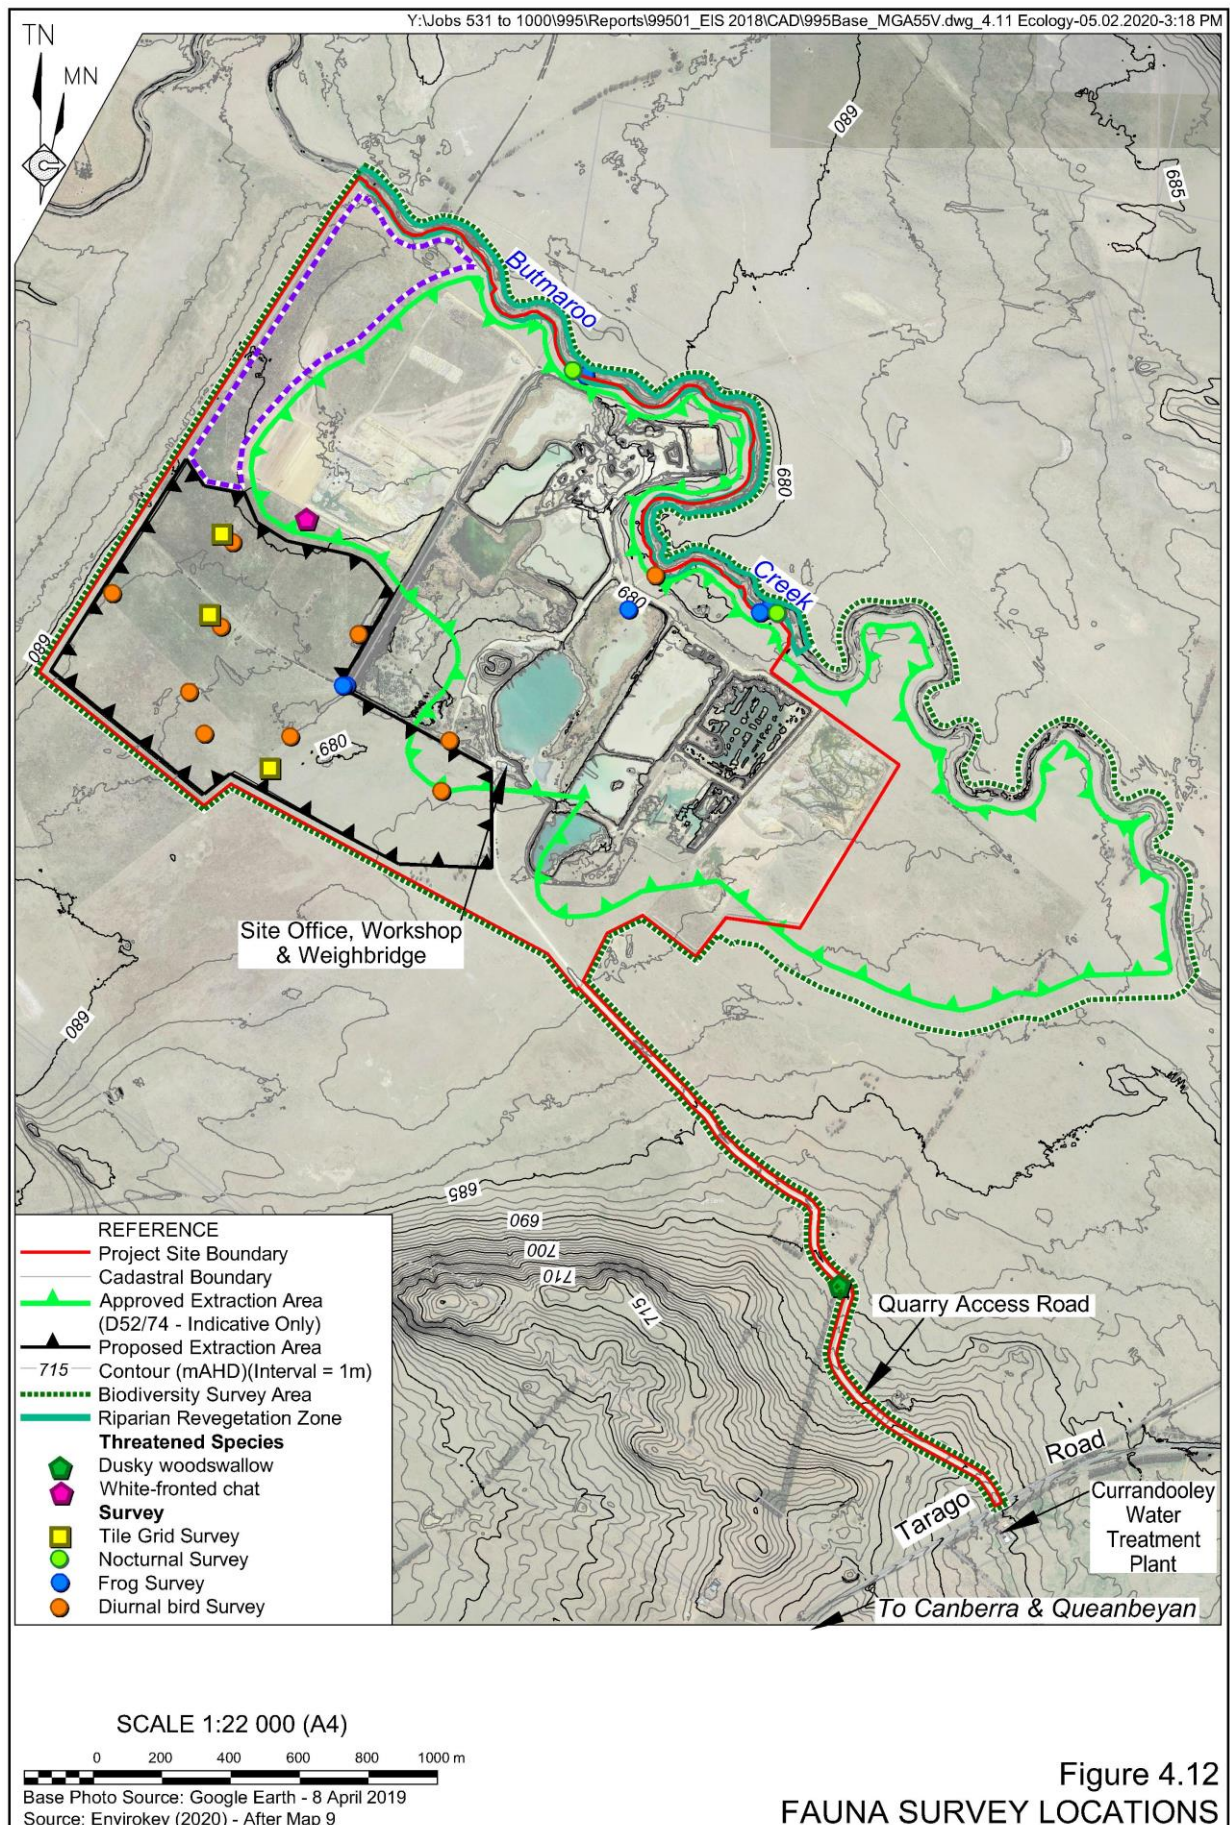 Y:\Jobs 531 to 1000\995\Reports\99501_EIS 2018\CAD\995Base_MGA55V.dwg_4.11 Ecology-05.02.2020-3:18 PM
TN
MN
680
685
Butmaroo
680
Creek
680
680
680
Site Office, Workshop
& Weighbridge
680
685
690
700
710
715
Quarry Access Road
Road
Tarago
Currandooley
Water
Treatment
Plant
To Canberra & Queanbeyan
REFERENCE
Project Site Boundary
Cadastral Boundary
Approved Extraction Area
(D52/74 - Indicative Only)
Proposed Extraction Area
715 Contour (mAHD)(Interval = 1m)
Biodiversity Survey Area
Riparian Revegetation Zone
Threatened Species
Dusky woodswallow
White-fronted chat
Survey
Tile Grid Survey
Nocturnal Survey
Frog Survey
Diurnal bird Survey
SCALE 1:22 000 (A4)
0 200 400 600 800 1000 m
Base Photo Source: Google Earth - 8 April 2019
Source: Envirokey (2020) - After Map 9
Figure 4.12
FAUNA SURVEY LOCATIONS